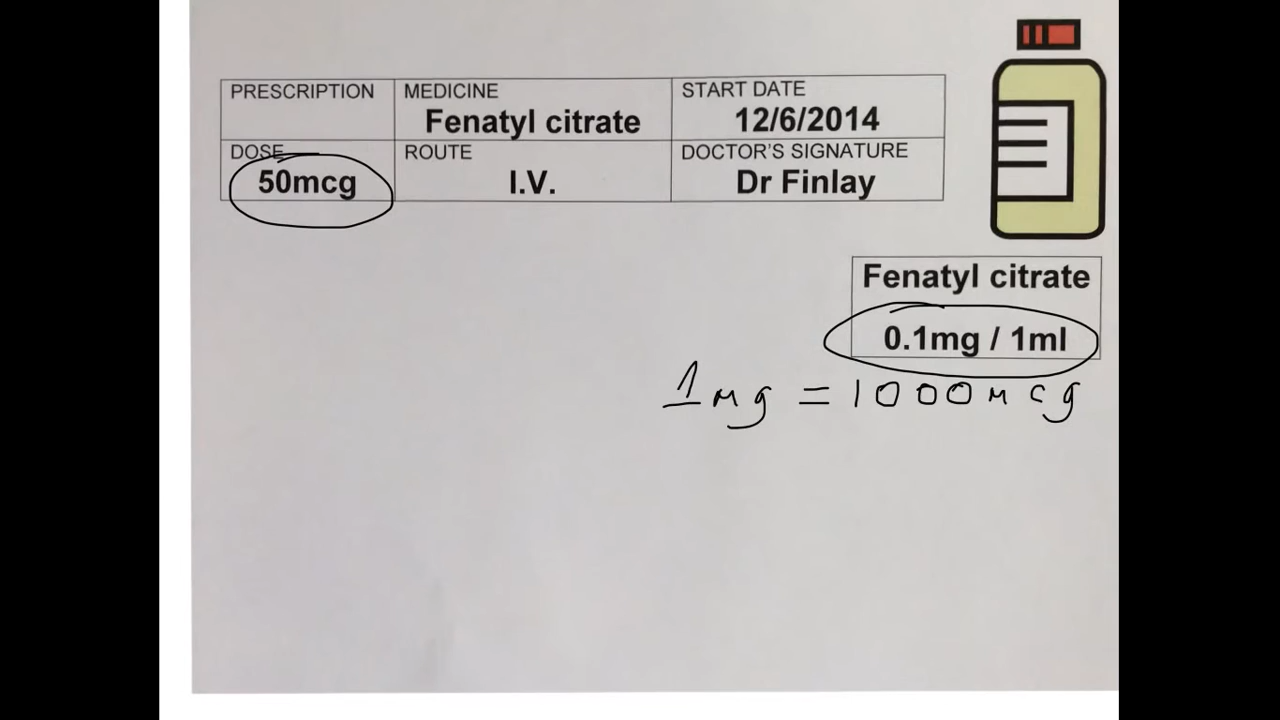 PRESCRIPTION MEDICINE START DATE
Fenatyl citrate 12/6/2014
DOSE ROUTE DOCTOR'S SIGNATURE
50mcg I.V. Dr Finlay
Fenatyl citrate
0.1mg / 1ml
1mg = 1000mcg